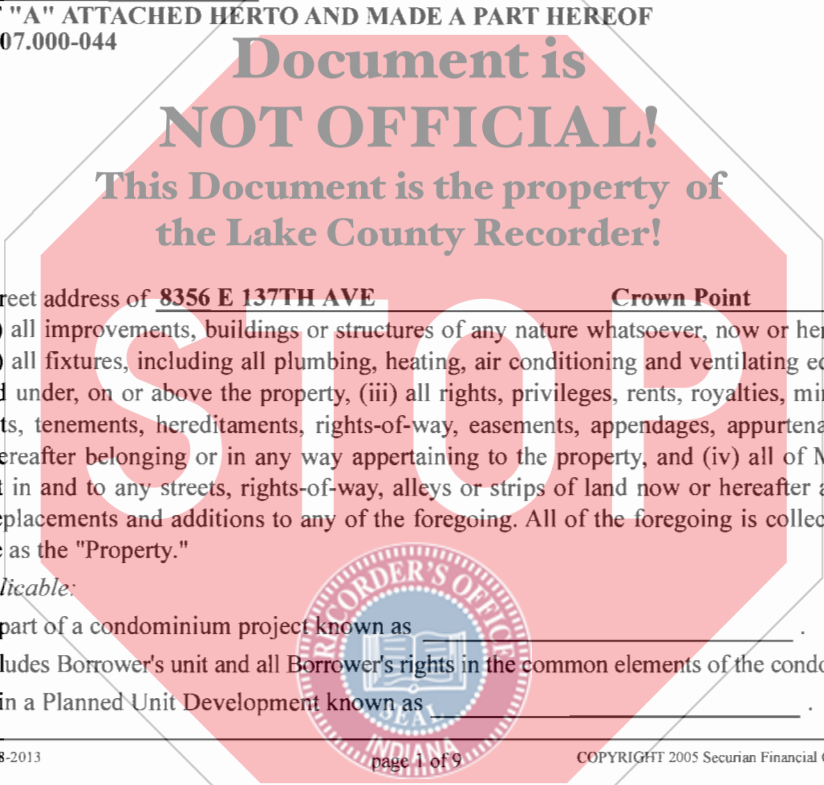 "A" ATTACHED HERTO AND MADE A PART HEREOF
07.000-044
Document is
NOT OFFICIAL!
This Document is the property of
the Lake County Recorder!
reet address of 8356 E 137TH AVE Crown Point
) all improvements, buildings or structures of any nature whatsoever, now or her
) all fixtures, including all plumbing, heating, air conditioning and ventilating eq
d under, on or above the property, (iii) all rights, privileges, rents, royalties, min
ts, tenements, hereditaments, rights-of-way, easements, appendages, appurtena
ereafter belonging or in any way appertaining to the property, and (iv) all of M
t in and to any streets, rights-of-way, alleys or strips of land now or hereafter a
eplacements and additions to any of the foregoing. All of the foregoing is collec
e as the "Property."
STOP
licable:
part of a condominium project known as ______ .
ludes Borrower's unit and all Borrower's rights in the common elements of the condo
in a Planned Unit Development known as ______ .
RECORDER'S OFFICE
SEAL
INDIANA
8-2013 page 1 of 9 COPYRIGHT 2005 Securian Financial